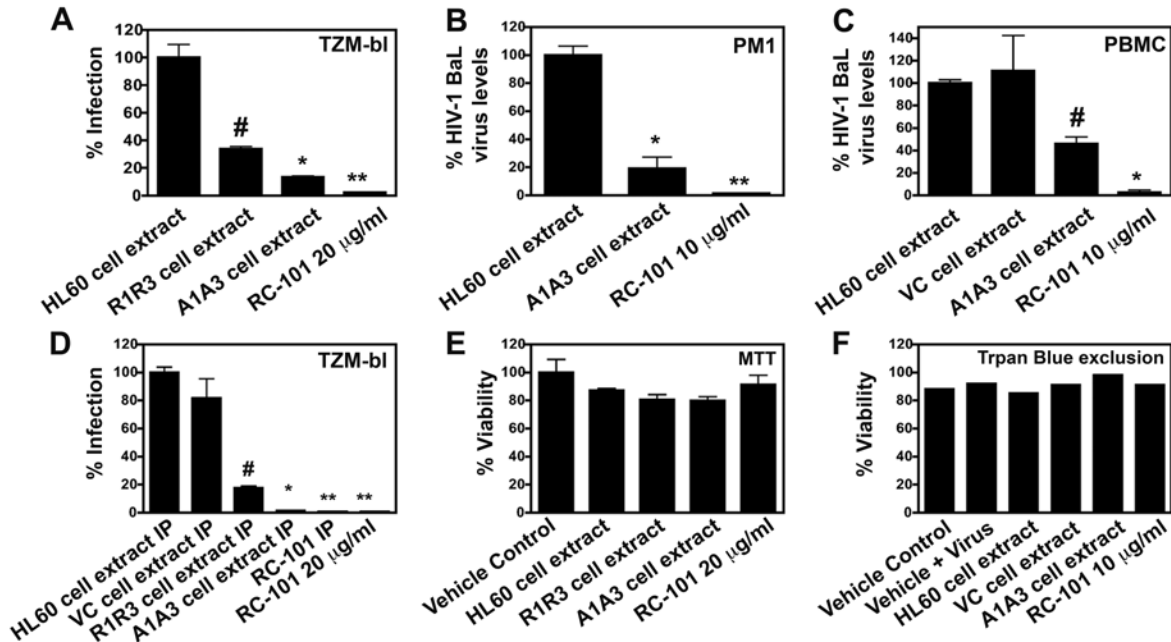 A
% Infection
120
100
80
60
40
20
0
TZM-bl
#
*
**
HL60 cell extract
R1R3 cell extract
A1A3 cell extract
RC-101 20 μg/ml
B
% HIV-1 BaL
virus levels
120
100
80
60
40
20
0
PM1
*
**
HL60 cell extract
A1A3 cell extract
RC-101 10 μg/ml
C
% HIV-1 BaL
virus levels
140
120
100
80
60
40
20
0
PBMC
#
*
HL60 cell extract
VC cell extract
A1A3 cell extract
RC-101 10 μg/ml
D
% Infection
120
100
80
60
40
20
0
TZM-bl
#
*
**
**
HL60 cell extract IP
VC cell extract IP
R1R3 cell extract IP
A1A3 cell extract IP
RC-101 IP
RC-101 20 μg/ml
E
% Viability
120
100
80
60
40
20
0
MTT
Vehicle Control
HL60 cell extract
R1R3 cell extract
A1A3 cell extract
RC-101 20 μg/ml
F
% Viability
120
100
80
60
40
20
0
Trpan Blue exclusion
Vehicle Control
Vehicle + Virus
HL60 cell extract
VC cell extract
A1A3 cell extract
RC-101 10 μg/ml